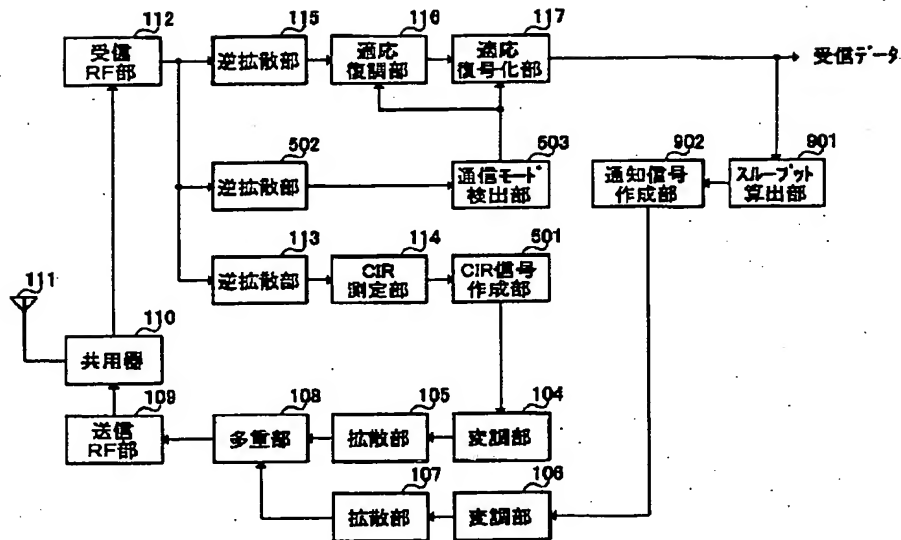 112
受信
RF部
115
逆拡散部
116
適応
復調部
117
適応
復号化部
受信データ
502
逆拡散部
503
通信モード
検出部
902
通知信号
作成部
901
スループット
算出部
113
逆拡散部
114
CIR
測定部
501
CIR信号
作成部
111
110
共用器
109
送信
RF部
108
多重部
105
拡散部
104
変調部
107
拡散部
106
変調部